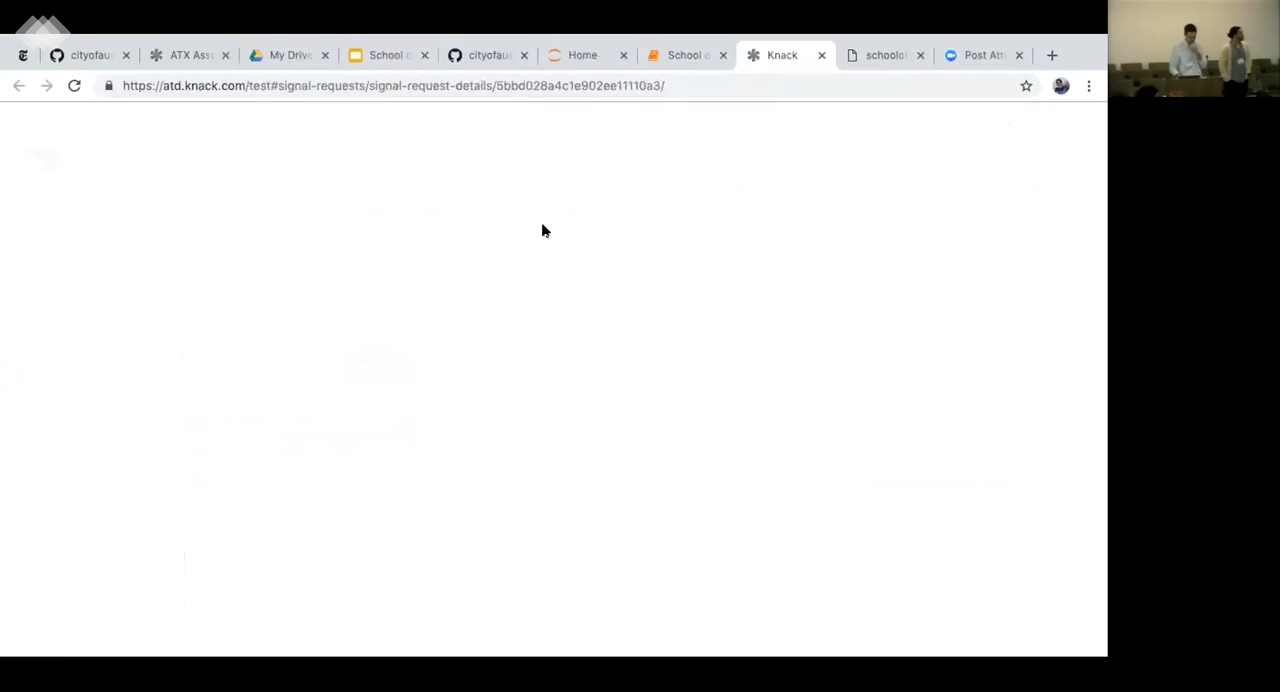 cityofau
ATX Ass
My Drive
School o
cityofau
Home
School o
Knack
schoolo
Post Att
https://atd.knack.com/test#signal-requests/signal-request-details/5bbd028a4c1e902ee11110a3/